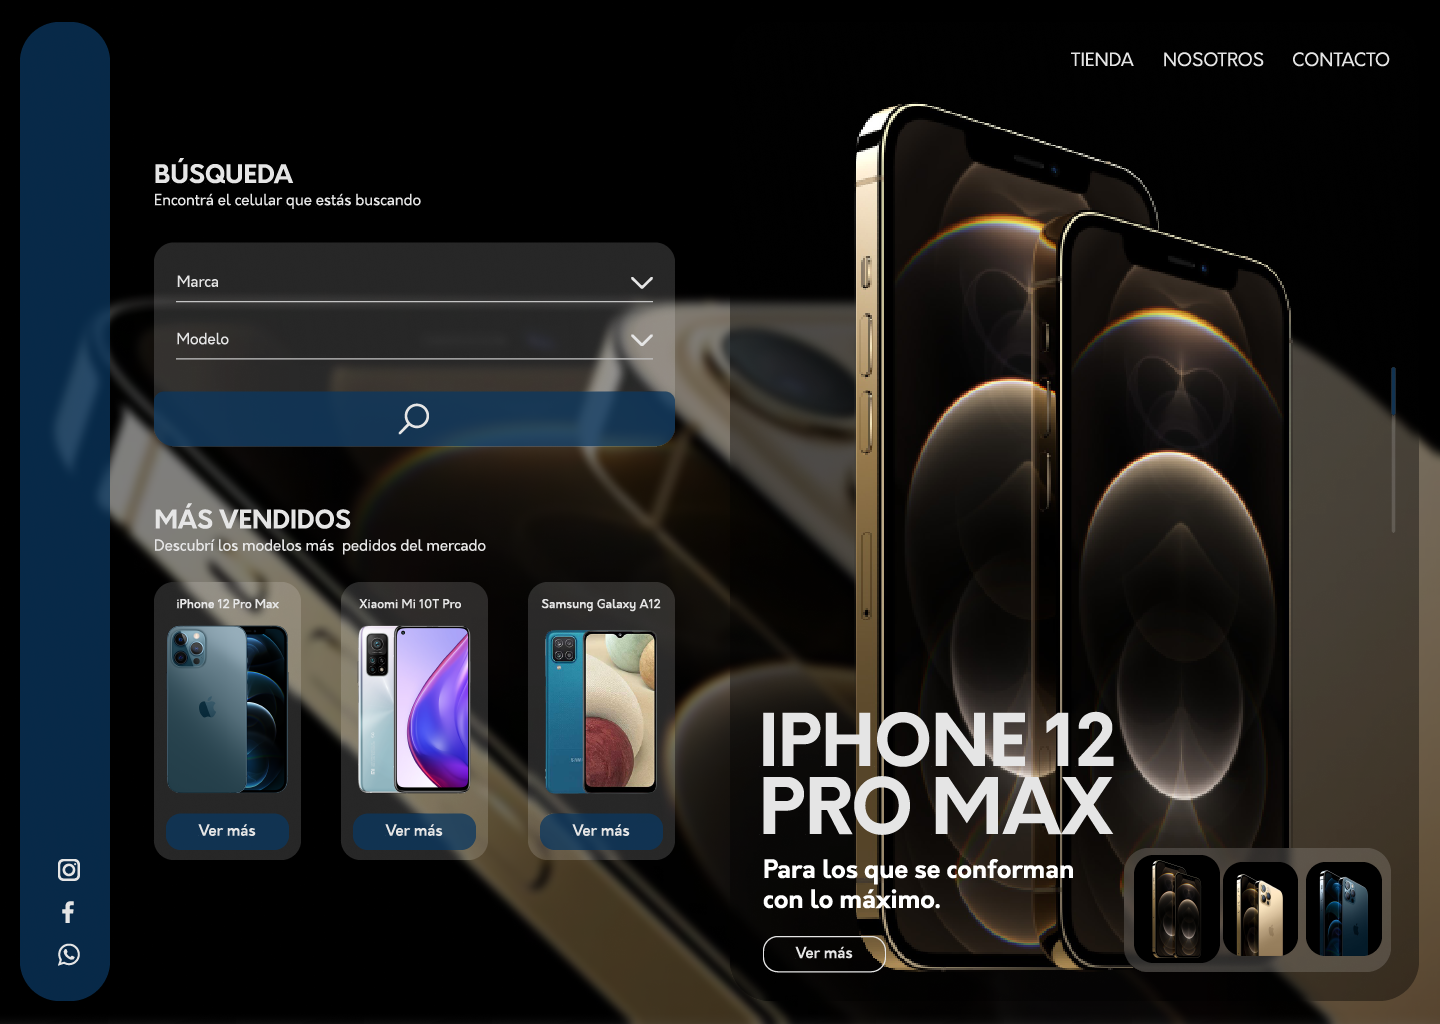 TIENDA NOSOTROS CONTACTO
BÚSQUEDA
Encontrá el celular que estás buscando
Marca
Modelo
MÁS VENDIDOS
Descubrí los modelos más pedidos del mercado
iPhone 12 Pro Max
Xiaomi Mi 10T Pro
Samsung Galaxy A12
Ver más
Ver más
Ver más
IPHONE 12
PRO MAX
Para los que se conforman
con lo máximo.
Ver más